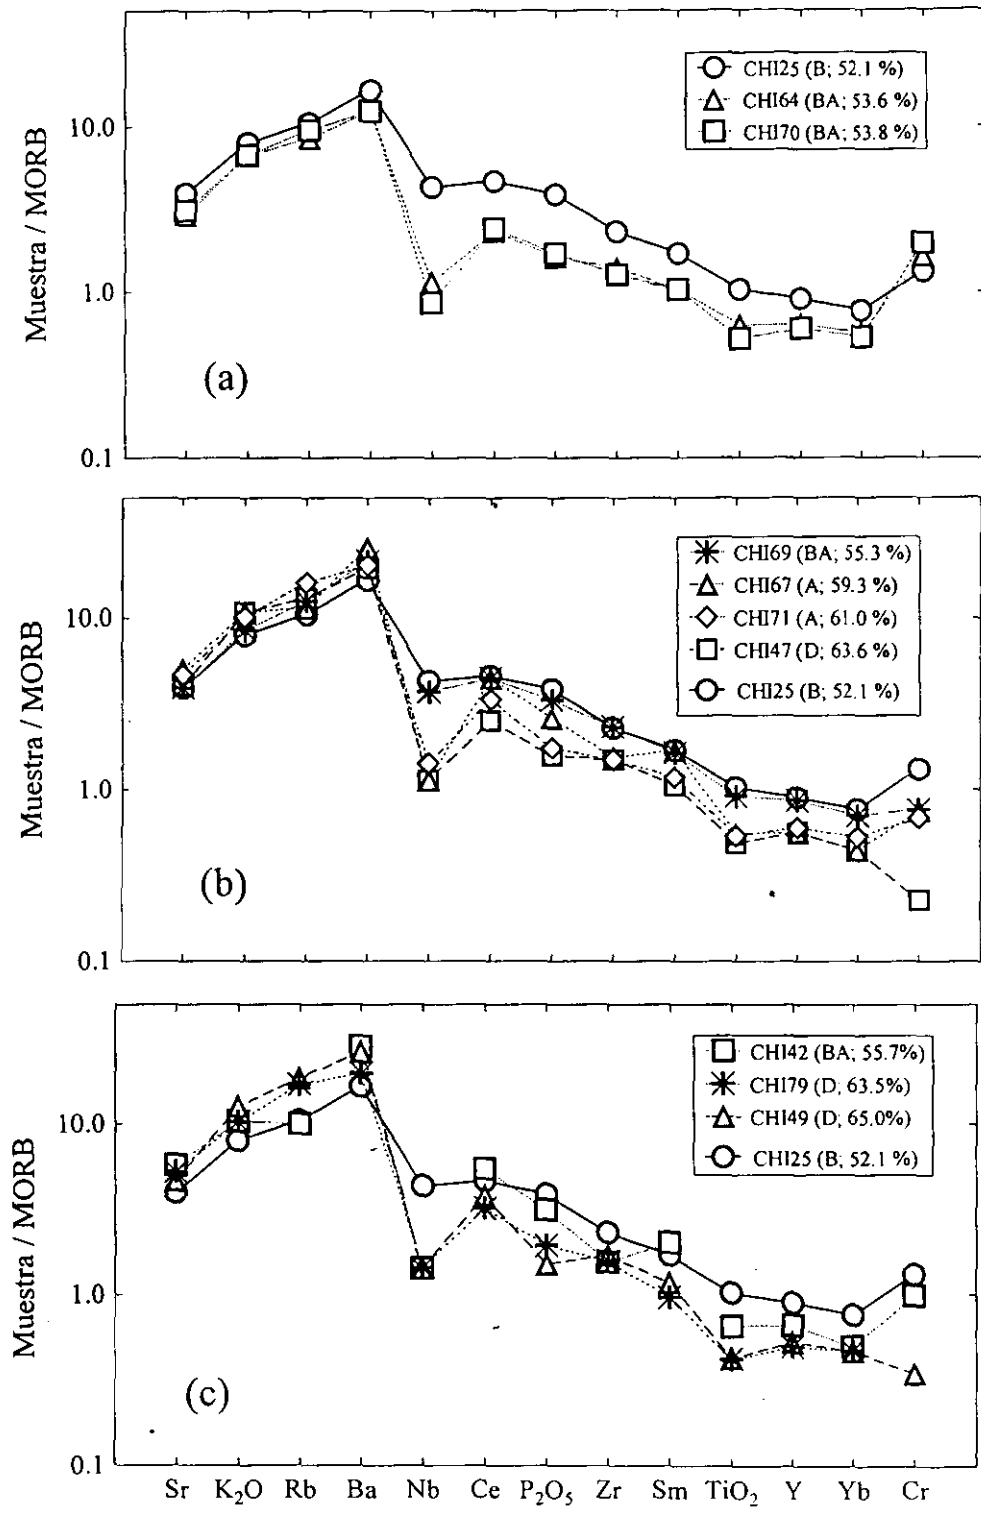 CHI25 (B; 52.1 %)
CHI64 (BA; 53.6 %)
CHI70 (BA; 53.8 %)
10.0
1.0
0.1
Muestra / MORB
(a)
CHI69 (BA; 55.3 %)
CHI67 (A; 59.3 %)
CHI71 (A; 61.0 %)
CHI47 (D; 63.6 %)
CHI25 (B; 52.1 %)
10.0
1.0
0.1
Muestra / MORB
(b)
CHI42 (BA; 55.7%)
CHI79 (D; 63.5%)
CHI49 (D; 65.0%)
CHI25 (B; 52.1 %)
10.0
1.0
0.1
Muestra / MORB
(c)
Sr K₂O Rb Ba Nb Ce P₂O₅ Zr Sm TiO₂ Y Yb Cr